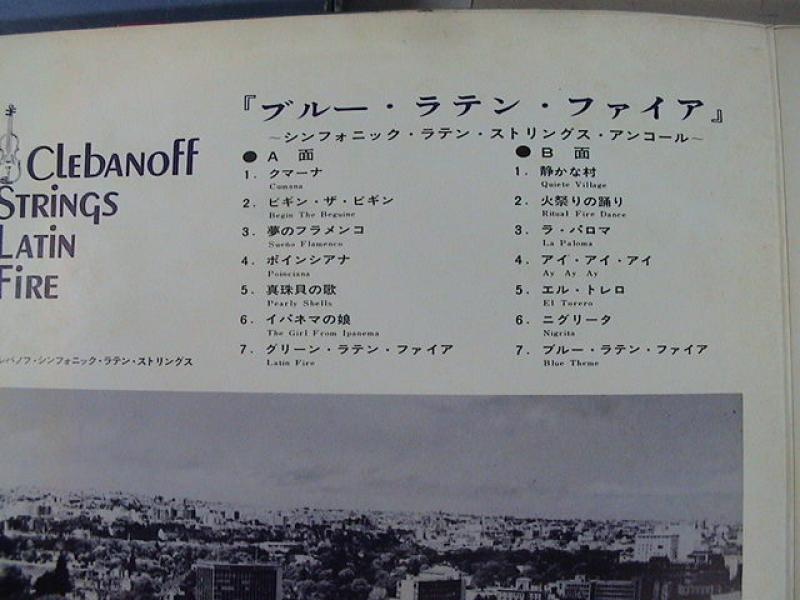 Clebanoff
Strings
Latin
Fire
・シンフォニック・ラテン・ストリングス
『ブルー・ラテン・ファイア』
~シンフォニック・ラテン・ストリングス・アンコール~
● A 面
1. クマーナ
Cumana
2. ビギン・ザ・ビギン
Begin The Beguine
3. 夢のフラメンコ
Sueño Flamenco
4. ポインシアナ
Poinciana
5. 真珠貝の歌
Pearly Shells
6. イパネマの娘
The Girl From Ipanema
7. グリーン・ラテン・ファイア
Latin Fire
● B 面
1. 静かな村
Quiete Village
2. 火祭りの踊り
Ritual Fire Dance
3. ラ・パロマ
La Paloma
4. アイ・アイ・アイ
Ay Ay Ay
5. エル・トレロ
El Torero
6. ニグリータ
Nigrita
7. ブルー・ラテン・ファイア
Blue Theme